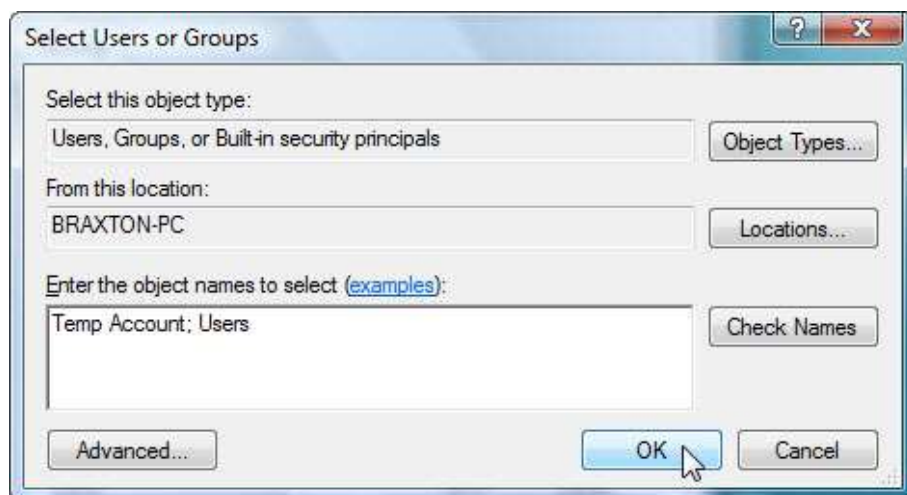 Select Users or Groups
Select this object type:
Users, Groups, or Built-in security principals
Object Types...
From this location:
BRAXTON-PC
Locations...
Enter the object names to select (examples):
Temp Account; Users
Check Names
Advanced...
OK
Cancel